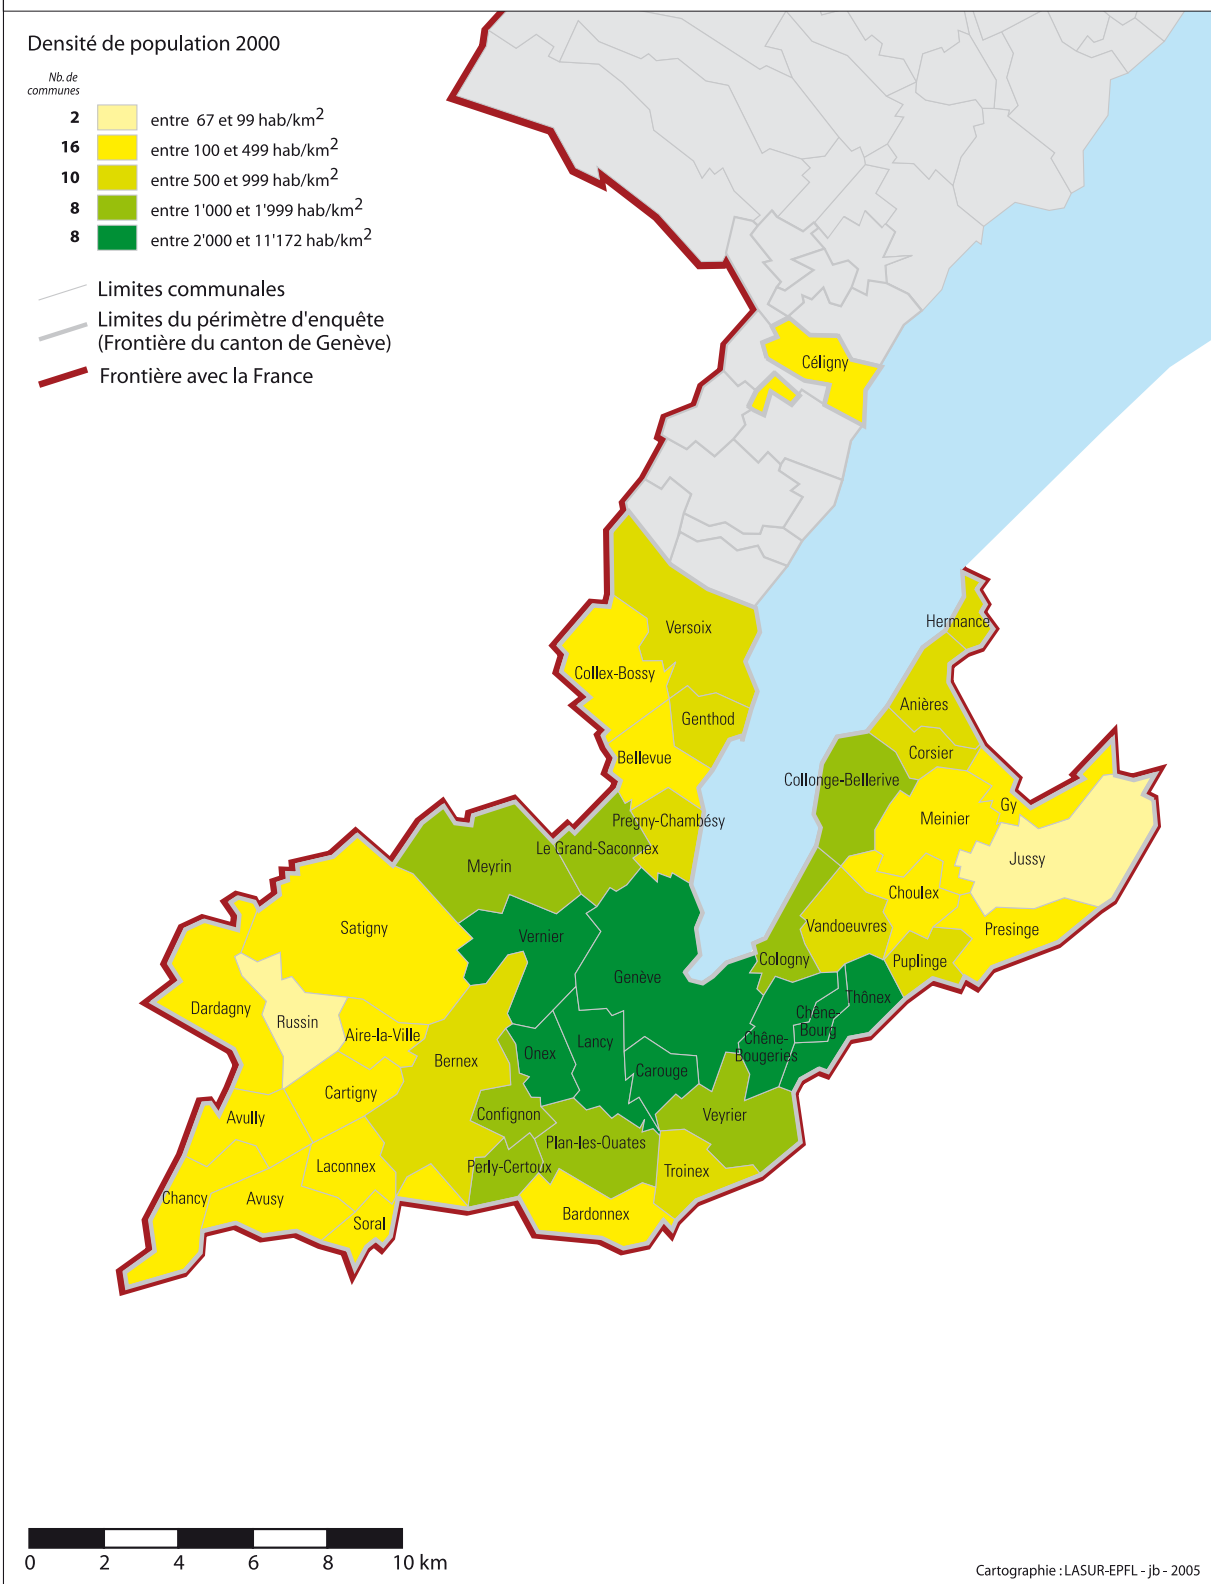 Densité de population 2000
Nb. de
communes
2 entre 67 et 99 hab/km²
16 entre 100 et 499 hab/km²
10 entre 500 et 999 hab/km²
8 entre 1'000 et 1'999 hab/km²
8 entre 2'000 et 11'172 hab/km²
Limites communales
Limites du périmètre d'enquête
(Frontière du canton de Genève)
Frontière avec la France
Céligny
Hermance
Versoix
Collex-Bossy
Anières
Genthod
Corsier
Bellevue
Collonge-Bellerive
Gy
Meinier
Pregny-Chambésy
Le Grand-Saconnex
Jussy
Meyrin
Choulex
Satigny
Vandoeuvres
Presinge
Vernier
Cologny
Puplinge
Genève
Thônex
Dardagny
Chêne-
Bourg
Russin
Aire-la-Ville
Lancy
Chêne-
Bougeries
Onex
Bernex
Carouge
Cartigny
Confignon
Veyrier
Avully
Plan-les-Ouates
Laconnex
Perly-Certoux
Troinex
Chancy
Avusy
Bardonnex
Soral
0 2 4 6 8 10 km
Cartographie : LASUR-EPFL - jb - 2005